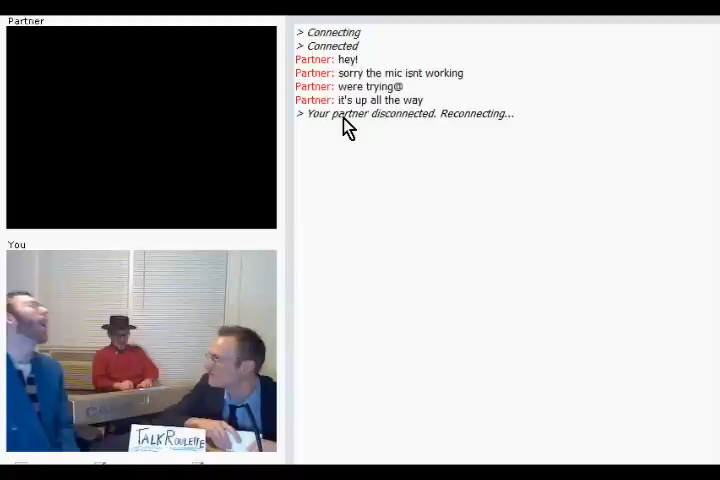 Partner
> Connecting
> Connected
Partner: hey!
Partner: sorry the mic isnt working
Partner: were trying@
Partner: it's up all the way
> Your partner disconnected. Reconnecting...
You
CASIO
TALKROULETTE